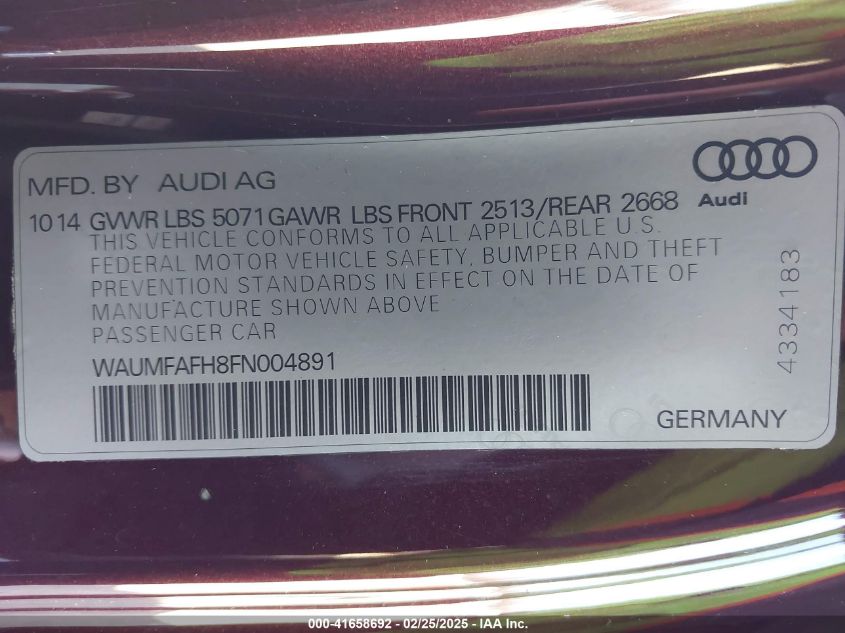 MFD. BY AUDI AG
Audi
1014 GVWR LBS 5071 GAWR LBS FRONT 2513/REAR 2668
THIS VEHICLE CONFORMS TO ALL APPLICABLE U.S.
FEDERAL MOTOR VEHICLE SAFETY, BUMPER AND THEFT
PREVENTION STANDARDS IN EFFECT ON THE DATE OF
MANUFACTURE SHOWN ABOVE
PASSENGER CAR
WAUMFAFH8FN004891
4334183
GERMANY
000-41658692 - 02/25/2025 - IAA Inc.